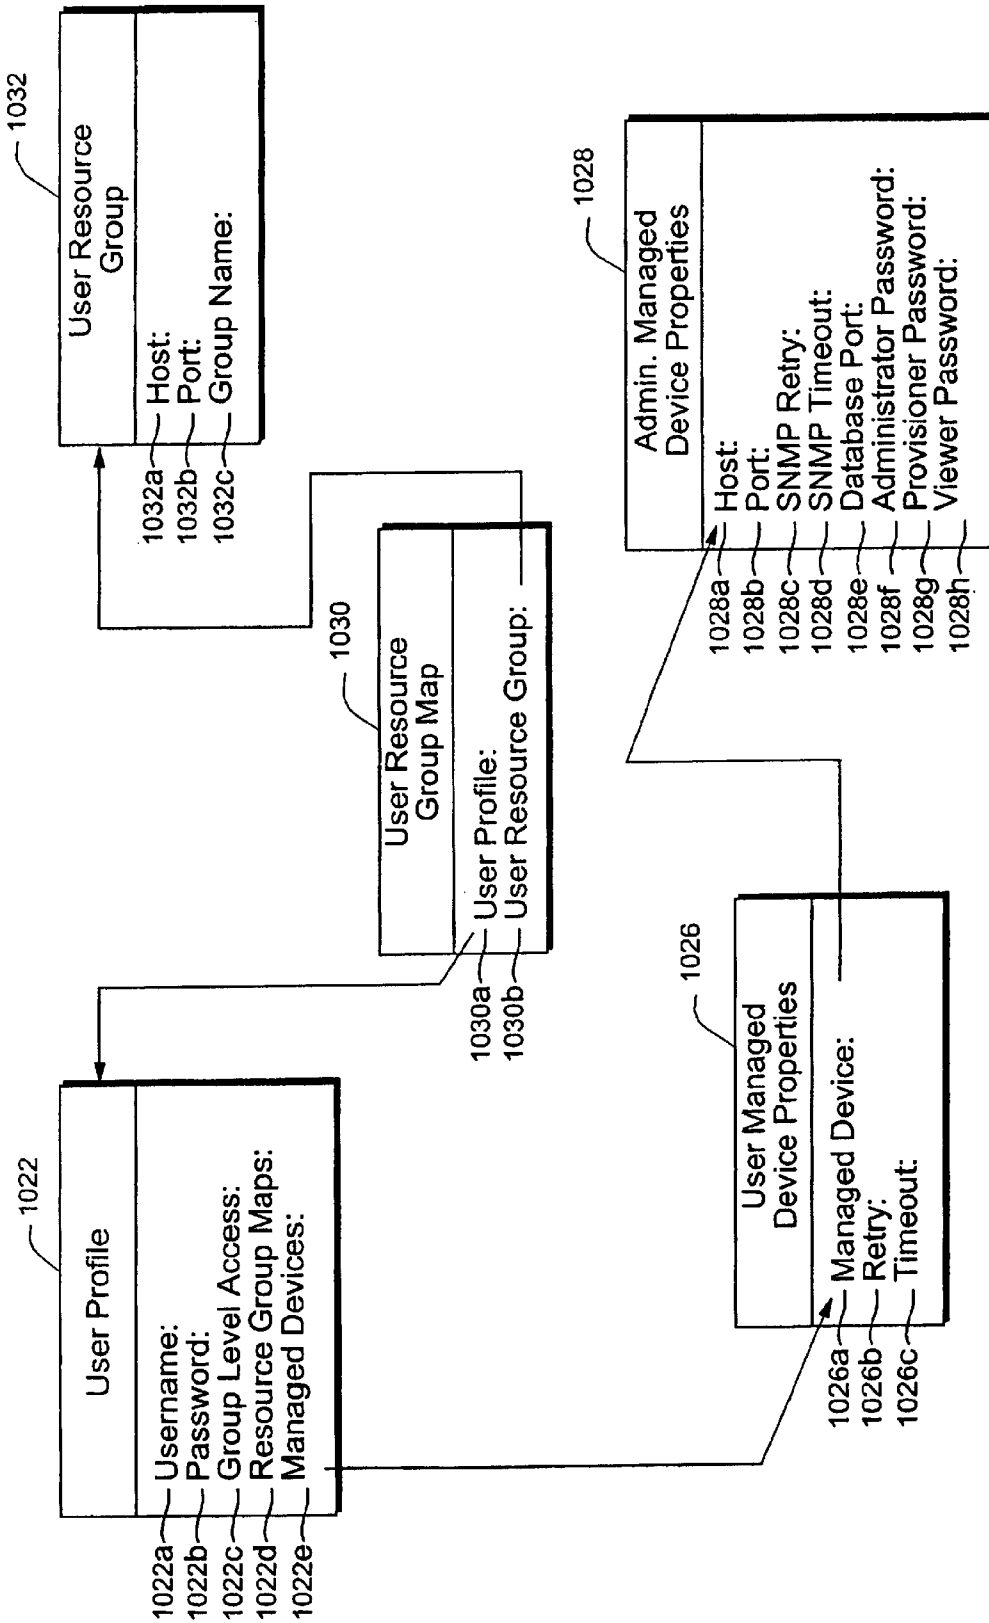 1022
User Profile
1022a Username:
1022b Password:
1022c Group Level Access:
1022d Resource Group Maps:
1022e Managed Devices:
1030
User Resource
Group Map
1030a User Profile:
1030b User Resource Group:
1032
User Resource
Group
1032a Host:
1032b Port:
1032c Group Name:
1026
User Managed
Device Properties
1026a Managed Device:
1026b Retry:
1026c Timeout:
1028
Admin. Managed
Device Properties
1028a Host:
1028b Port:
1028c SNMP Retry:
1028d SNMP Timeout:
1028e Database Port:
1028f Administrator Password:
1028g Provisioner Password:
1028h Viewer Password: